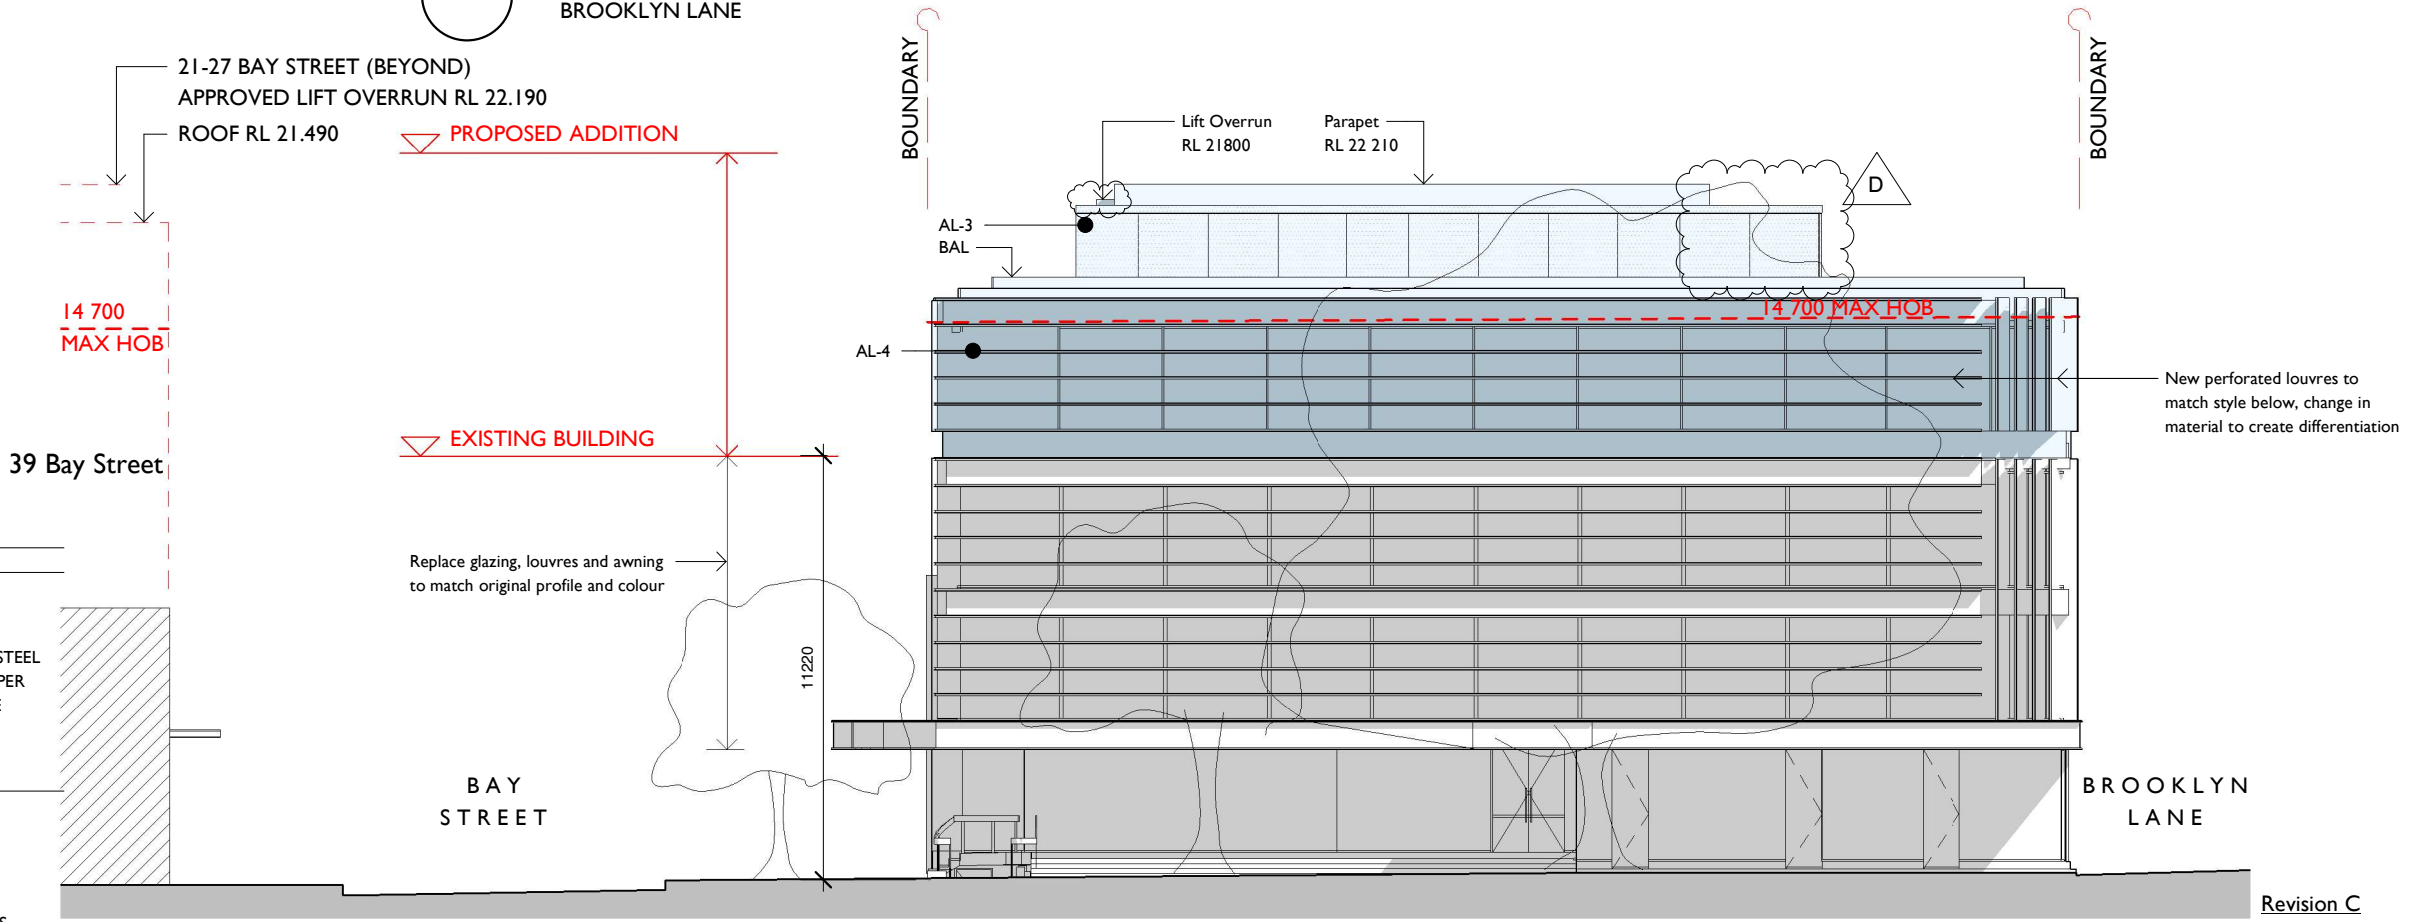 BROOKLYN LANE
21-27 BAY STREET (BEYOND)
APPROVED LIFT OVERRUN RL 22.190
ROOF RL 21.490
PROPOSED ADDITION
BOUNDARY
BOUNDARY
Lift Overrun
RL 21800
Parapet
RL 22 210
D
AL-3
BAL
14 700
MAX HOB
14 700 MAX HOB
AL-4
New perforated louvres to
match style below, change in
material to create differentiation
EXISTING BUILDING
39 Bay Street
Replace glazing, louvres and awning
to match original profile and colour
11220
STEEL
PER
BAY
STREET
BROOKLYN
LANE
Revision C